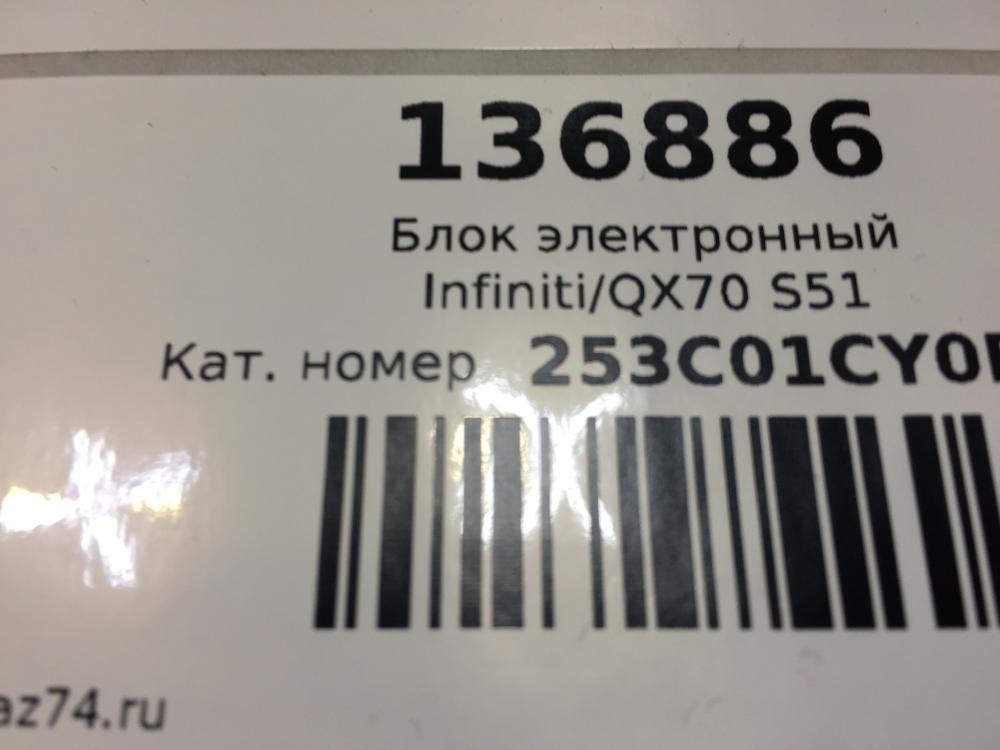 136886
Блок электронный
Infiniti/QX70 S51
Кат. номер 253C01CY0
az74.ru